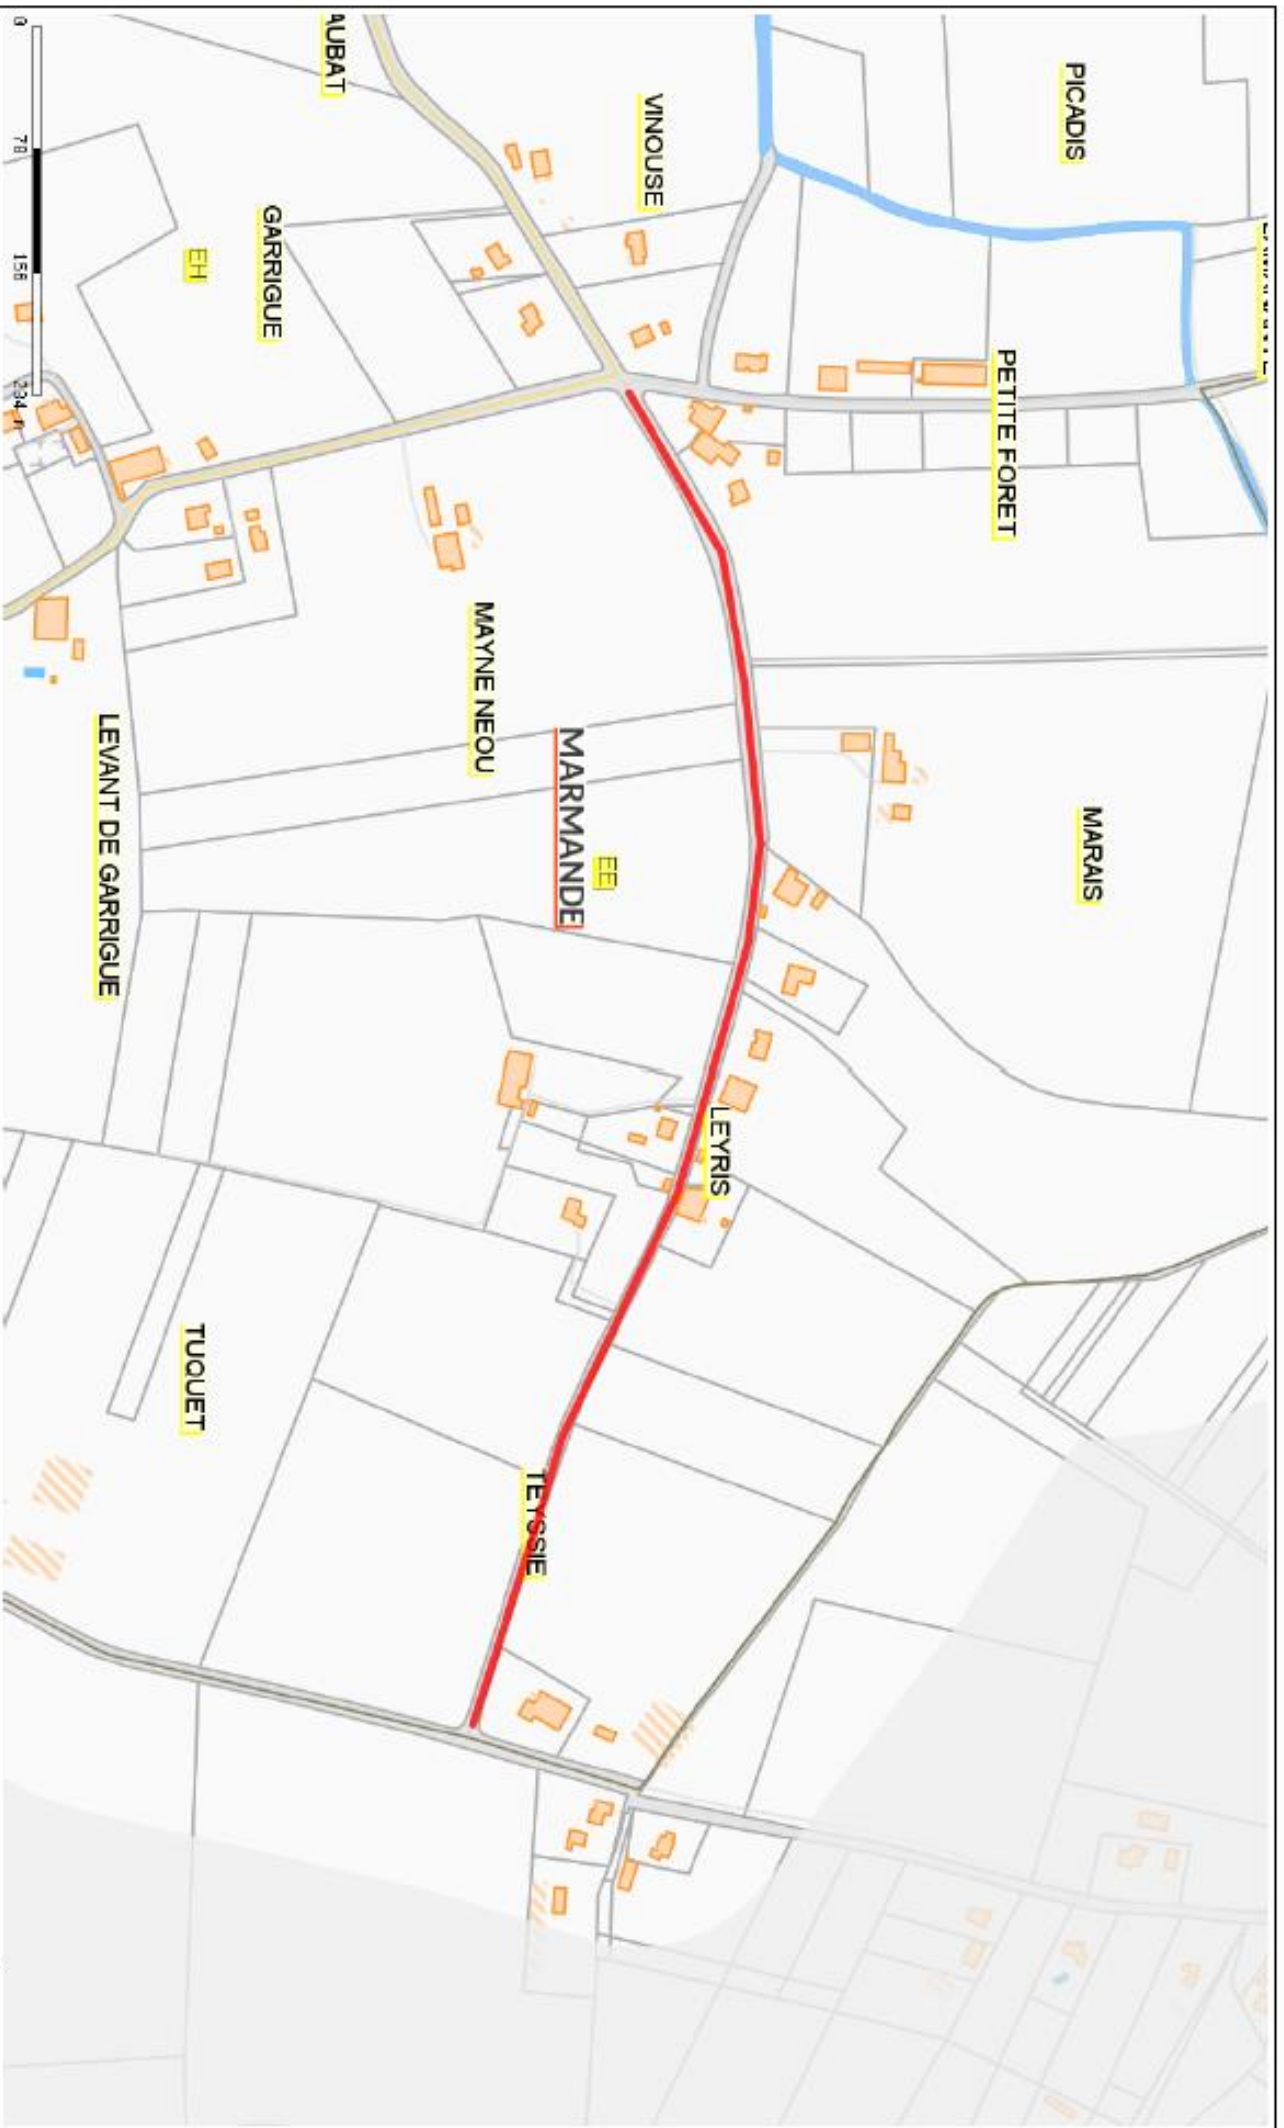 PICADIS
VINOUSE
AUBAT
GARRIGUE
EH
PETITE FORET
MAYNE NEOU
MARMANDE
EE
MARAIS
LEVANT DE GARRIGUE
LEYRIS
TUQUET
TEYSSIE
0 78 156 234 m